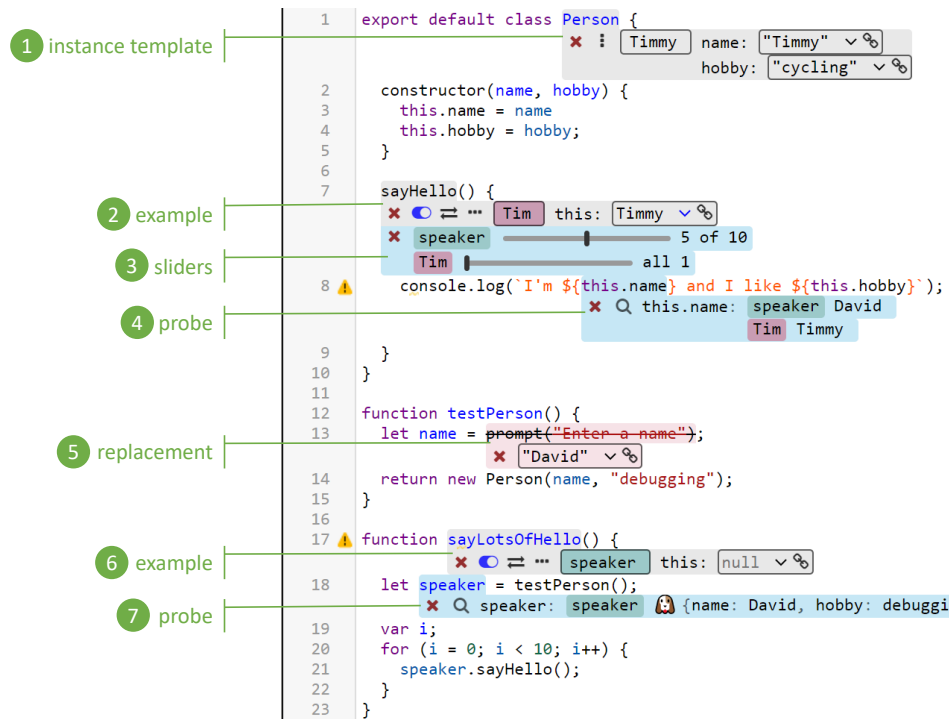 1 export default class Person {
1 instance template
Timmy name: "Timmy"
hobby: "cycling"
2 constructor(name, hobby) {
3 this.name = name
4 this.hobby = hobby;
5 }
6
7 sayHello() {
2 example
Tim this: Timmy
speaker 5 of 10
3 sliders
Tim all 1
8 console.log(`I'm ${this.name} and I like ${this.hobby}`);
4 probe
this.name: speaker David
Tim Timmy
9 }
10 }
11
12 function testPerson() {
13 let name = prompt("Enter a name");
5 replacement
"David"
14 return new Person(name, "debugging");
15 }
16
17 function sayLotsOfHello() {
6 example
speaker this: null
18 let speaker = testPerson();
7 probe
speaker: speaker {name: David, hobby: debuggi
19 var i;
20 for (i = 0; i < 10; i++) {
21 speaker.sayHello();
22 }
23 }